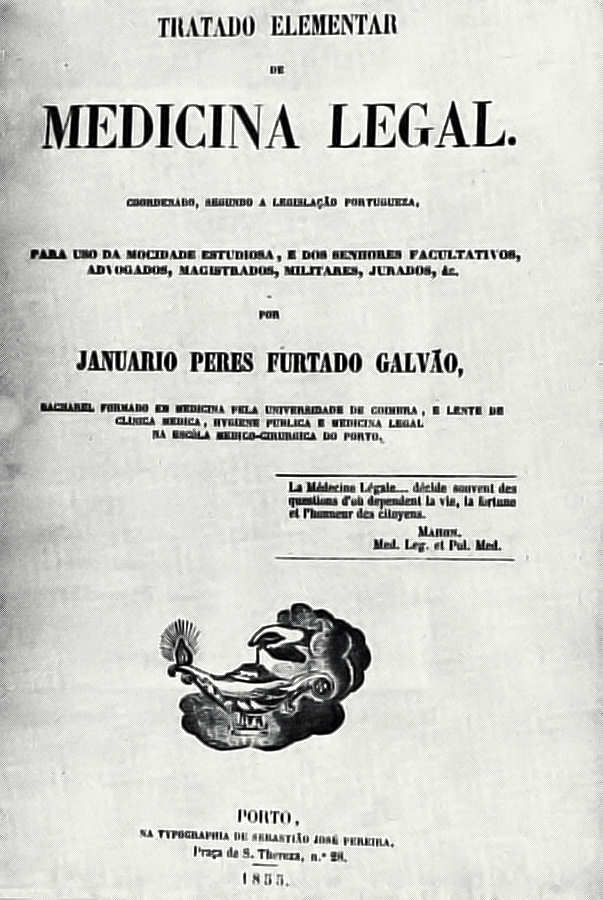 TRATADO ELEMENTAR
DE
MEDICINA LEGAL.
COORDENADO, SEGUNDO A LEGISLAÇÃO PORTUGUEZA,
PARA USO DA MOCIDADE ESTUDIOSA, E DOS SENHORES FACULTATIVOS,
ADVOGADOS, MAGISTRADOS, MILITARES, JURADOS, &c.
POR
JANUARIO PERES FURTADO GALVÃO,
BACHAREL FORMADO EM MEDICINA PELA UNIVERSIDADE DE COIMBRA, E LENTE DE
CLINICA MEDICA, HYGIENE PUBLICA E MEDICINA LEGAL
NA ESCÓLA MEDICO-CIRURGICA DO PORTO.
La Médecine Légale.... décide souvent des
questions d'où dependent la vie, la fortune
et l'honneur des citoyens.
MAHON.
Med. Leg. et Pol. Med.
PORTO,
NA TYPOGRAPHIA DE SEBASTIÃO JOSÉ PEREIRA,
Praça de S. Thereza, n.º 28.
1855.